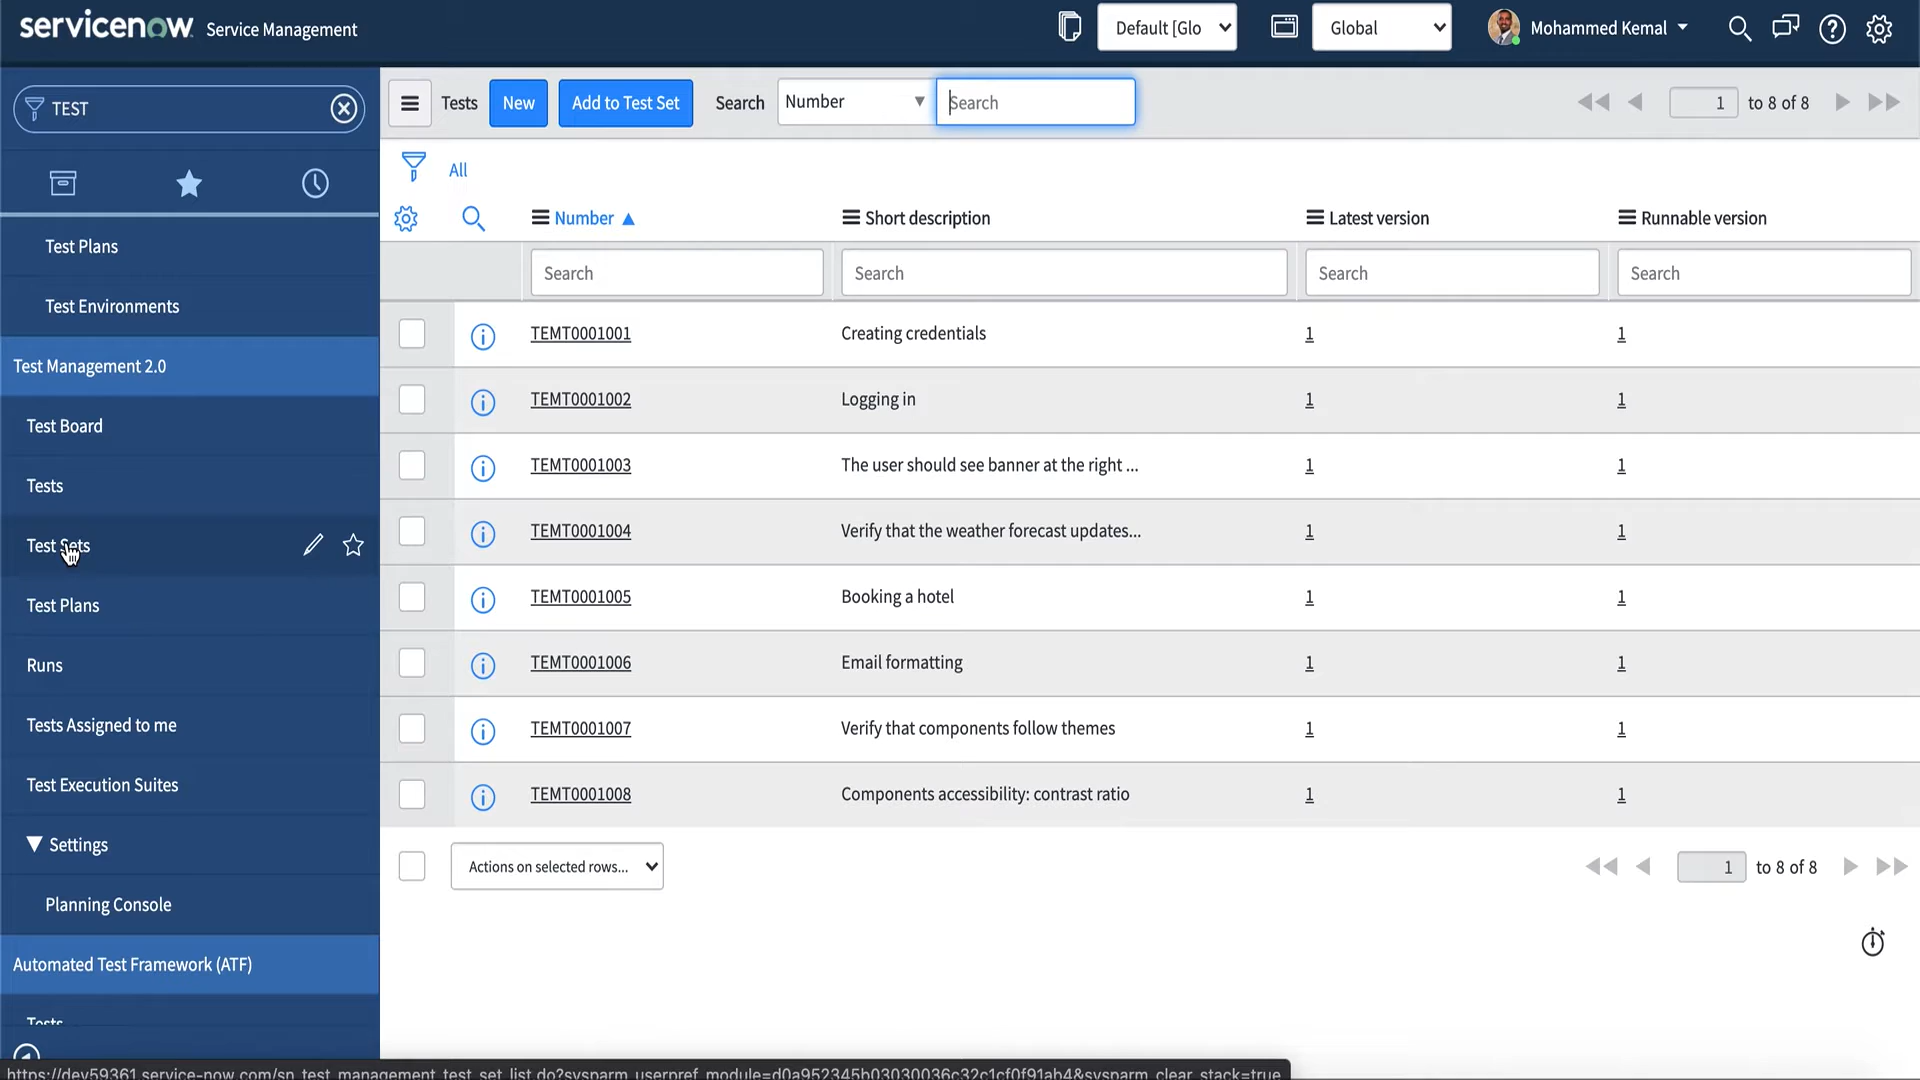 servicenow Service Management
Default [Glo
Global
Mohammed Kemal
TEST
Test Plans
Test Environments
Test Management 2.0
Test Board
Tests
Test Sets
Test Plans
Runs
Tests Assigned to me
Test Execution Suites
Settings
Planning Console
Automated Test Framework (ATF)
Tests
Tests New Add to Test Set Search Number Search 1 to 8 of 8
All
Number Short description Latest version Runnable version
Search Search Search Search
TEMT0001001 Creating credentials 1 1
TEMT0001002 Logging in 1 1
TEMT0001003 The user should see banner at the right ... 1 1
TEMT0001004 Verify that the weather forecast updates... 1 1
TEMT0001005 Booking a hotel 1 1
TEMT0001006 Email formatting 1 1
TEMT0001007 Verify that components follow themes 1 1
TEMT0001008 Components accessibility: contrast ratio 1 1
Actions on selected rows... 1 to 8 of 8
https://dev59361.service-now.com/sn_test_management_test_set_list.do?sysparm_userpref_module=d0a952345b03030036c32c1cf0f91ab4&sysparm_clear_stack=true